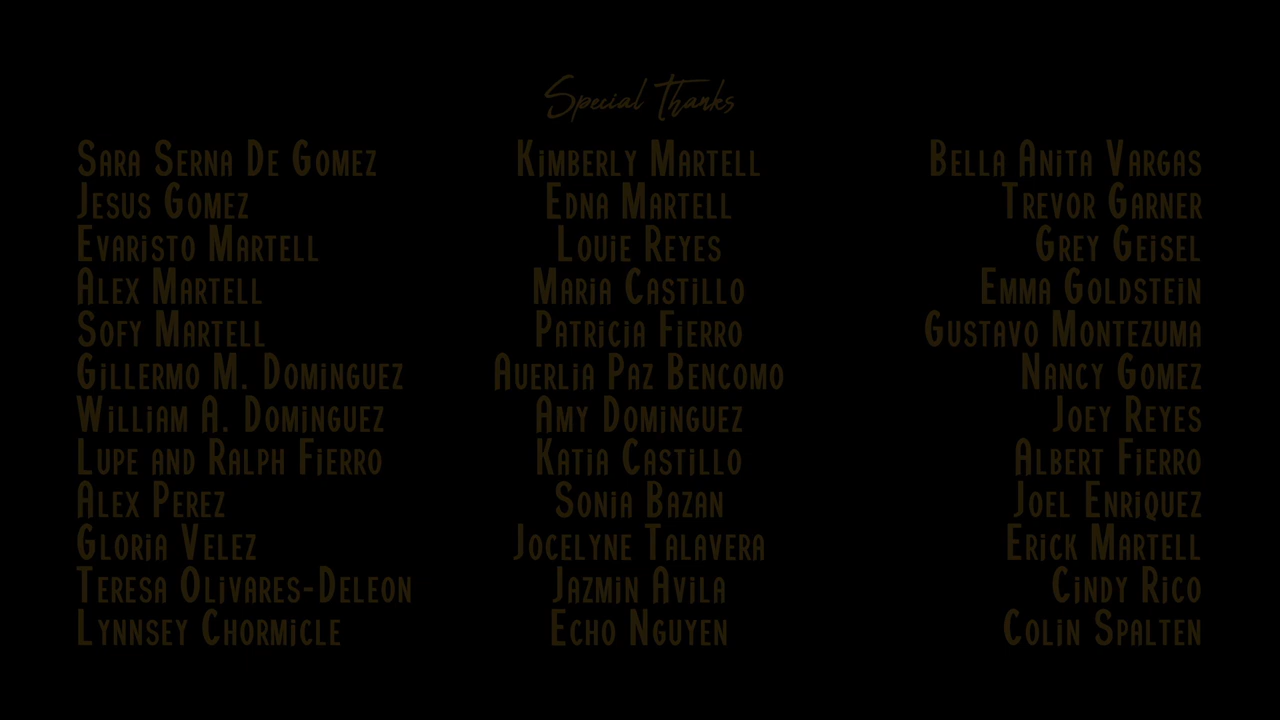 Special Thanks
Sara Serna De Gomez
Jesus Gomez
Evaristo Martell
Alex Martell
Sofy Martell
Gillermo M. Dominguez
William A. Dominguez
Lupe and Ralph Fierro
Alex Perez
Gloria Velez
Teresa Olivares-Deleon
Lynnsey Chormicle
Kimberly Martell
Edna Martell
Louie Reyes
Maria Castillo
Patricia Fierro
Auerlia Paz Bencomo
Amy Dominguez
Katia Castillo
Sonia Bazan
Jocelyne Talavera
Jazmin Avila
Echo Nguyen
Bella Anita Vargas
Trevor Garner
Grey Geisel
Emma Goldstein
Gustavo Montezuma
Nancy Gomez
Joey Reyes
Albert Fierro
Joel Enriquez
Erick Martell
Cindy Rico
Colin Spalten